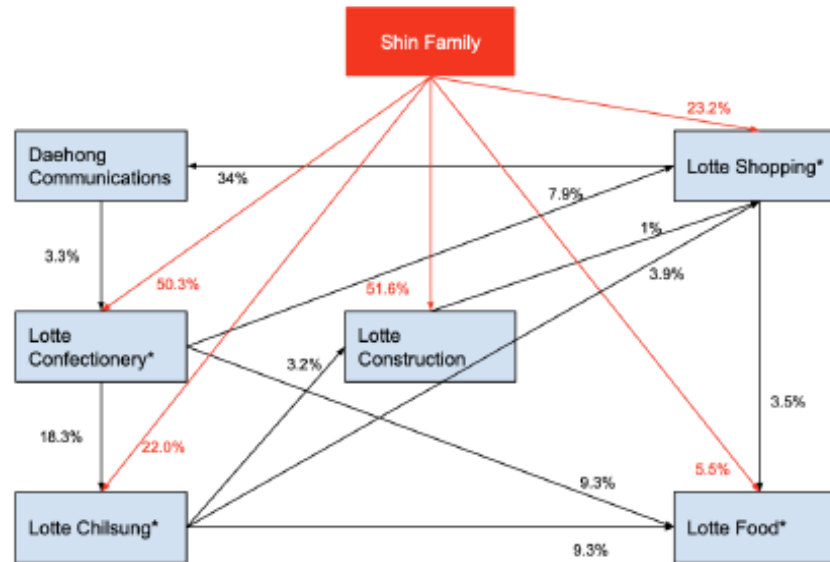 Shin Family
23.2%
Daehong
Communications
Lotte Shopping*
34%
7.9%
1%
3.3%
3.9%
50.3%
51.6%
Lotte
Confectionery*
Lotte
Construction
3.2%
18.3%
3.5%
22.0%
5.5%
9.3%
Lotte Chilsung*
Lotte Food*
9.3%